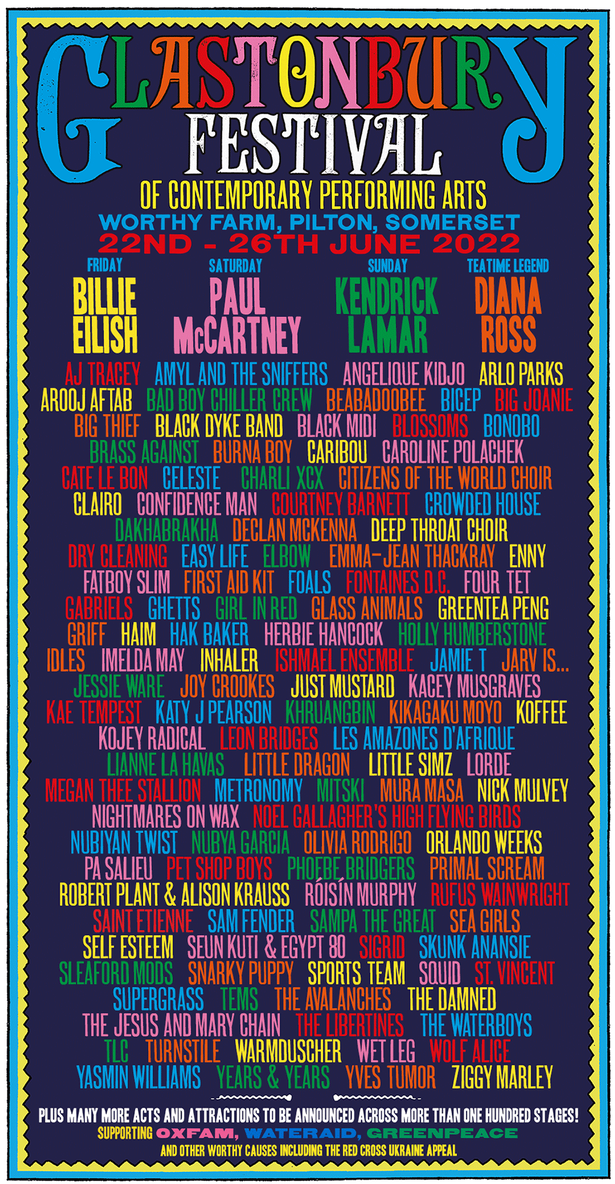 GLASTONBURY
FESTIVAL
OF CONTEMPORARY PERFORMING ARTS
WORTHY FARM, PILTON, SOMERSET
22ND - 26TH JUNE 2022
FRIDAY SATURDAY SUNDAY TEATIME LEGEND
BILLIE PAUL KENDRICK DIANA
EILISH McCARTNEY LAMAR ROSS
AJ TRACEY AMYL AND THE SNIFFERS ANGELIQUE KIDJO ARLO PARKS
AROOJ AFTAB BAD BOY CHILLER CREW BEABADOOBEE BICEP BIG JOANIE
BIG THIEF BLACK DYKE BAND BLACK MIDI BLOSSOMS BONOBO
BRASS AGAINST BURNA BOY CARIBOU CAROLINE POLACHEK
CATE LE BON CELESTE CHARLI XCX CITIZENS OF THE WORLD CHOIR
CLAIRO CONFIDENCE MAN COURTNEY BARNETT CROWDED HOUSE
DAKHABRAKHA DECLAN MCKENNA DEEP THROAT CHOIR
DRY CLEANING EASY LIFE ELBOW EMMA-JEAN THACKRAY ENNY
FATBOY SLIM FIRST AID KIT FOALS FONTAINES D.C. FOUR TET
GABRIELS GHETTS GIRL IN RED GLASS ANIMALS GREENTEA PENG
GRIFF HAIM HAK BAKER HERBIE HANCOCK HOLLY HUMBERSTONE
IDLES IMELDA MAY INHALER ISHMAEL ENSEMBLE JAMIE T JARV IS...
JESSIE WARE JOY CROOKES JUST MUSTARD KACEY MUSGRAVES
KAE TEMPEST KATY J PEARSON KHRUANGBIN KIKAGAKU MOYO KOFFEE
KOJEY RADICAL LEON BRIDGES LES AMAZONES D'AFRIQUE
LIANNE LA HAVAS LITTLE DRAGON LITTLE SIMZ LORDE
MEGAN THEE STALLION METRONOMY MITSKI MURA MASA NICK MULVEY
NIGHTMARES ON WAX NOEL GALLAGHER'S HIGH FLYING BIRDS
NUBIYAN TWIST NUBYA GARCIA OLIVIA RODRIGO ORLANDO WEEKS
PA SALIEU PET SHOP BOYS PHOEBE BRIDGERS PRIMAL SCREAM
ROBERT PLANT & ALISON KRAUSS RÓISÍN MURPHY RUFUS WAINWRIGHT
SAINT ETIENNE SAM FENDER SAMPA THE GREAT SEA GIRLS
SELF ESTEEM SEUN KUTI & EGYPT 80 SIGRID SKUNK ANANSIE
SLEAFORD MODS SNARKY PUPPY SPORTS TEAM SQUID ST. VINCENT
SUPERGRASS TEMS THE AVALANCHES THE DAMNED
THE JESUS AND MARY CHAIN THE LIBERTINES THE WATERBOYS
TLC TURNSTILE WARMDUSCHER WET LEG WOLF ALICE
YASMIN WILLIAMS YEARS & YEARS YVES TUMOR ZIGGY MARLEY
PLUS MANY MORE ACTS AND ATTRACTIONS TO BE ANNOUNCED ACROSS MORE THAN ONE HUNDRED STAGES!
SUPPORTING OXFAM, WATERAID, GREENPEACE
AND OTHER WORTHY CAUSES INCLUDING THE RED CROSS UKRAINE APPEAL